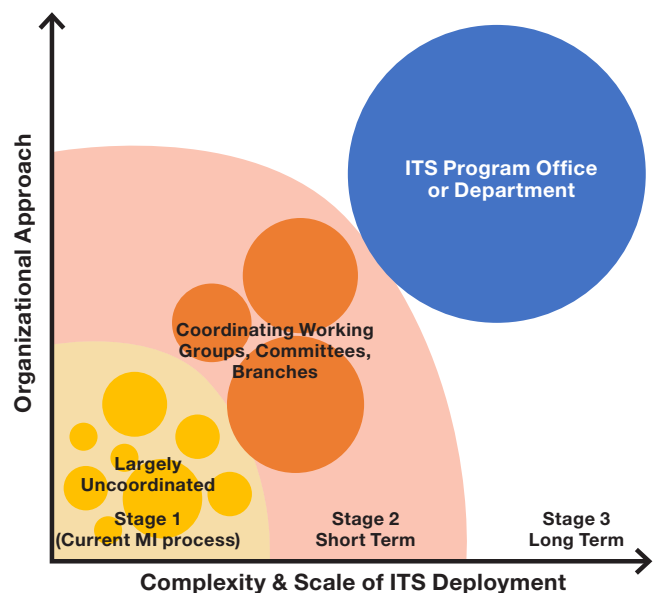 Organizational Approach
ITS Program Office
or Department
Coordinating Working
Groups, Committees,
Branches
Largely
Uncoordinated
Stage 1
(Current MI process)
Stage 2
Short Term
Stage 3
Long Term
Complexity & Scale of ITS Deployment